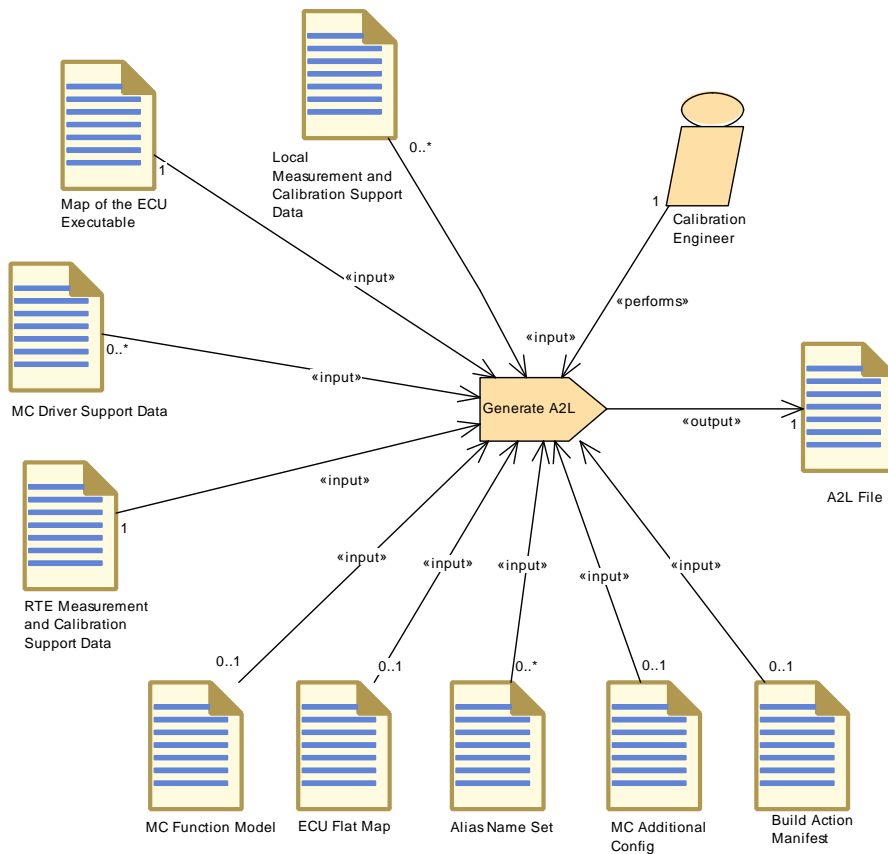 0..*
Local
Measurement and
Calibration Support
Data
1
Map of the ECU
Executable
1
Calibration
Engineer
«input»
«performs»
«input»
0..*
«input»
MC Driver Support Data
Generate A2L
«output»
1
A2L File
«input»
1
RTE Measurement
and Calibration
Support Data
«input»
«input»
«input»
«input»
«input»
0..1
0..1
0..*
0..1
0..1
MC Function Model
ECU Flat Map
Alias Name Set
MC Additional
Config
Build Action
Manifest